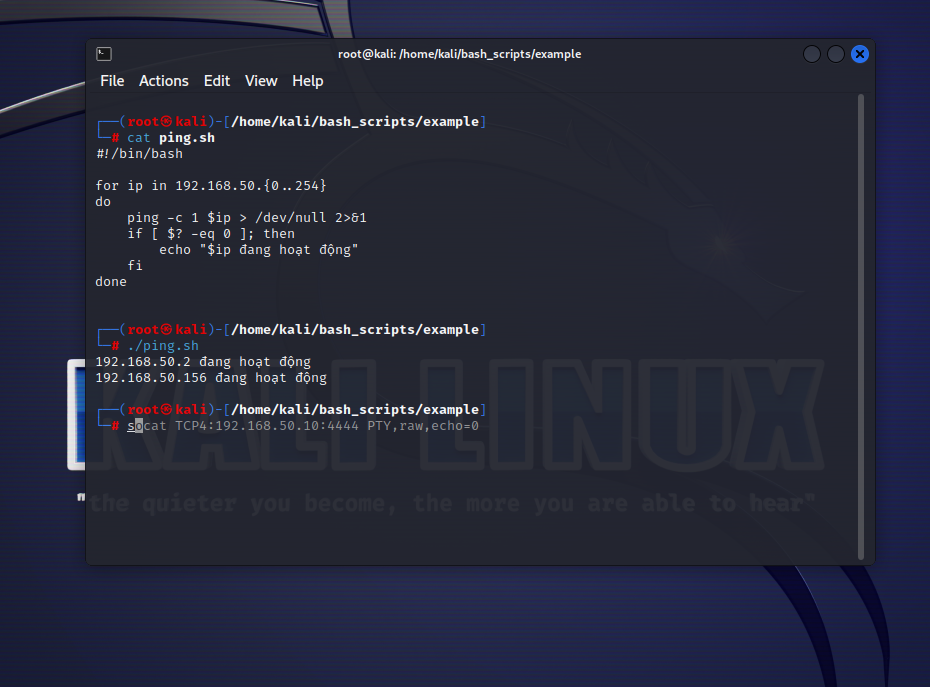 root@kali: /home/kali/bash_scripts/example
File Actions Edit View Help
┌──(root㉿kali)-[/home/kali/bash_scripts/example]
└─# cat ping.sh
#!/bin/bash
for ip in 192.168.50.{0..254}
do
ping -c 1 $ip > /dev/null 2>&1
if [ $? -eq 0 ]; then
echo "$ip đang hoạt động"
fi
done
┌──(root㉿kali)-[/home/kali/bash_scripts/example]
└─# ./ping.sh
192.168.50.2 đang hoạt động
192.168.50.156 đang hoạt động
┌──(root㉿kali)-[/home/kali/bash_scripts/example]
└─# socat TCP4:192.168.50.10:4444 PTY,raw,echo=0
KALI LINUX
"the quieter you become, the more you are able to hear"